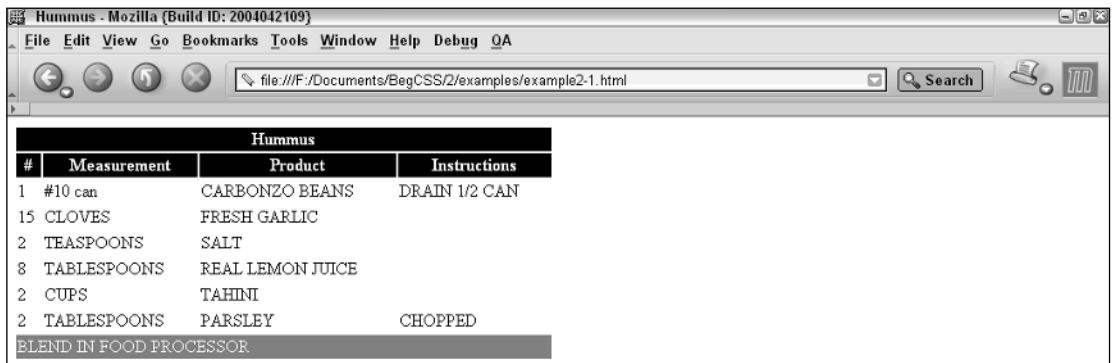 Hummus - Mozilla {Build ID: 2004042109}
File Edit View Go Bookmarks Tools Window Help Debug QA
file:///F:/Documents/BegCSS/2/examples/example2-1.html Search
Hummus
# Measurement Product Instructions
1 #10 can CARBONZO BEANS DRAIN 1/2 CAN
15 CLOVES FRESH GARLIC
2 TEASPOONS SALT
8 TABLESPOONS REAL LEMON JUICE
2 CUPS TAHINI
2 TABLESPOONS PARSLEY CHOPPED
BLEND IN FOOD PROCESSOR